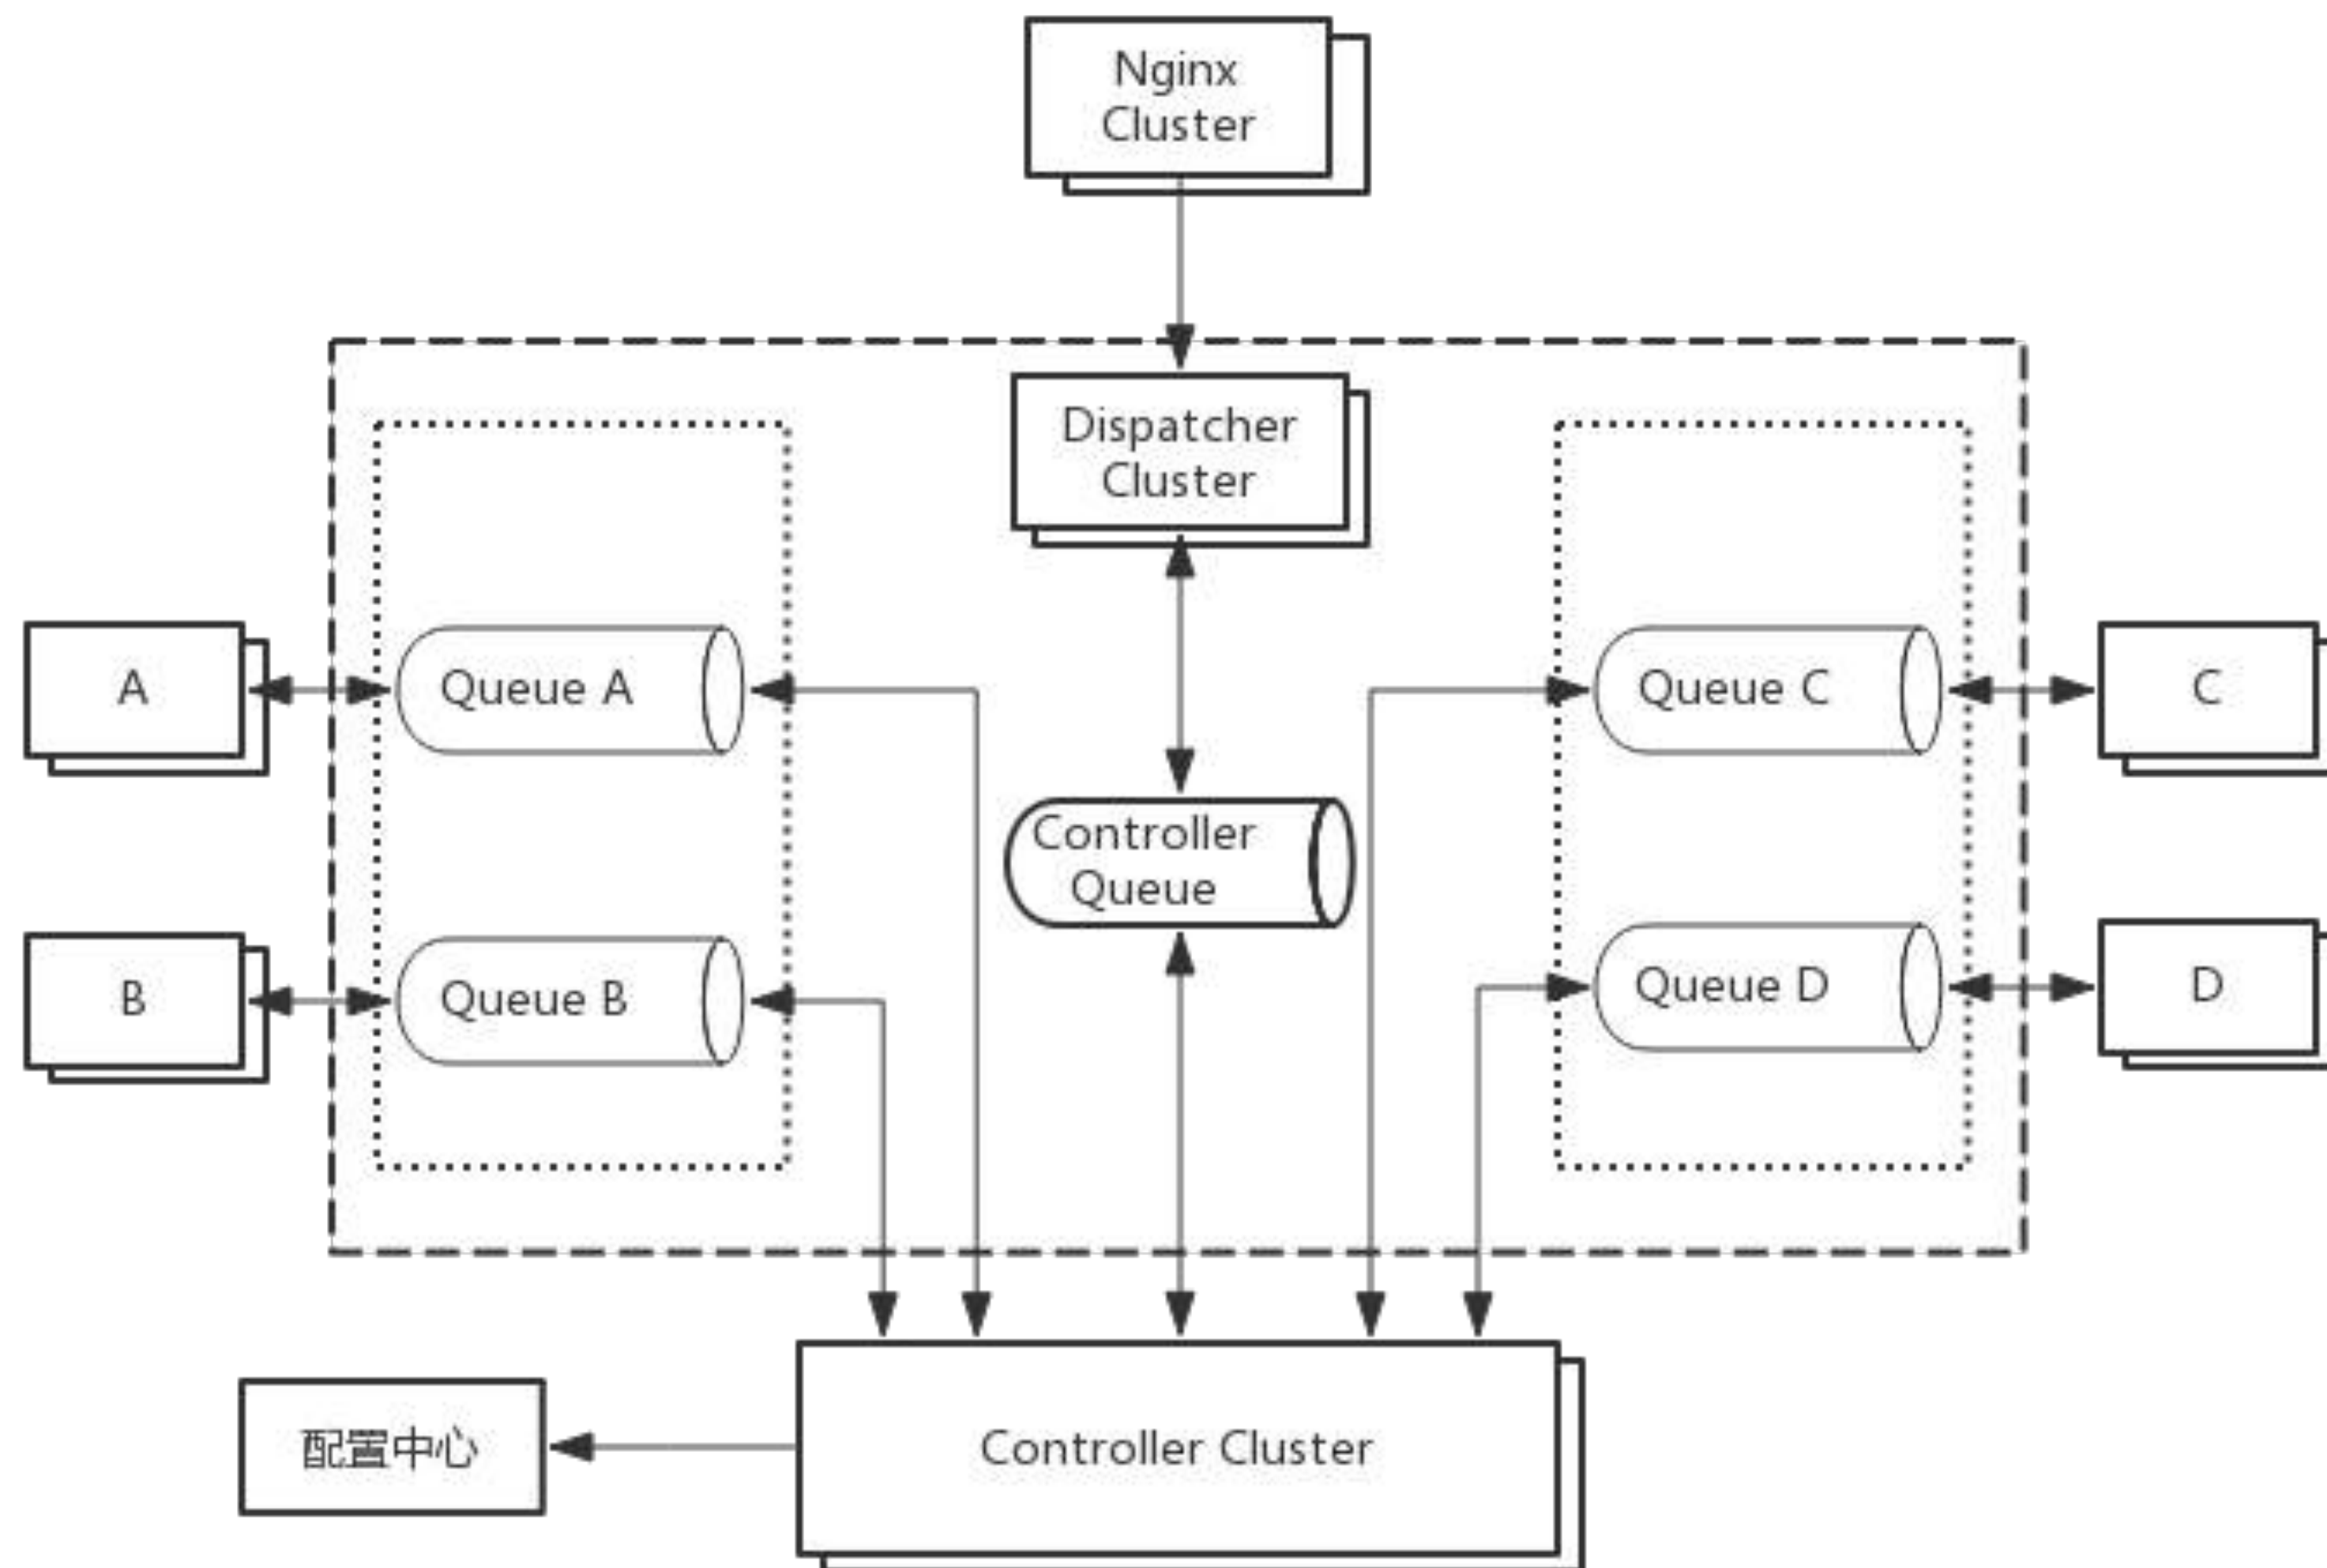 Nginx
Cluster
Dispatcher
Cluster
A
Queue A
Queue C
C
Controller
Queue
B
Queue B
Queue D
D
配置中心
Controller Cluster